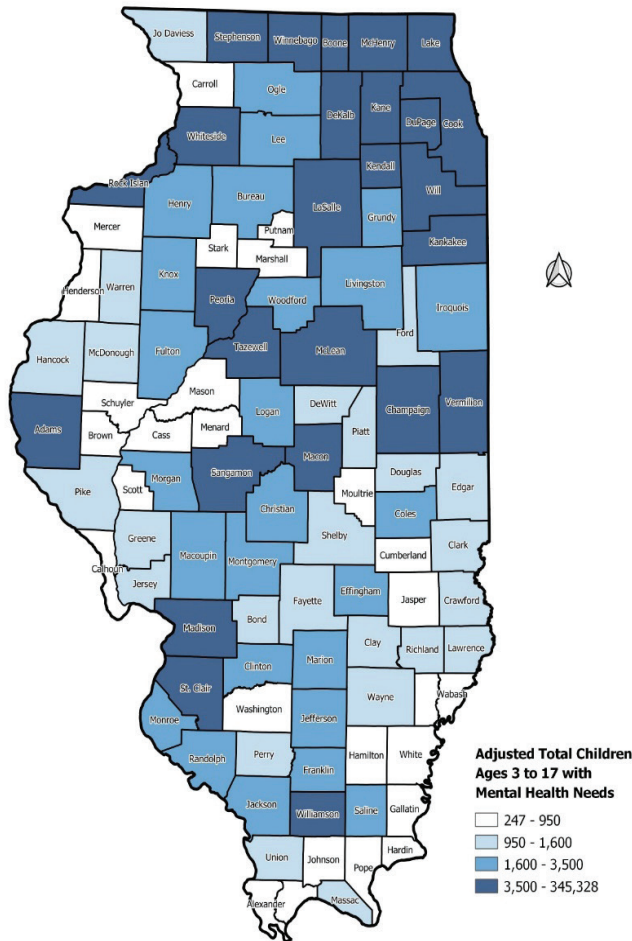 Jo Daviess
Stephenson
Winnebago
Boone
McHenry
Lake
Carroll
Ogle
DeKalb
Kane
DuPage
Cook
Whiteside
Lee
Kendall
Will
Rock Islan
Henry
Bureau
LaSalle
Grundy
Mercer
Putnam
Kankakee
Stark
Marshall
Henderson
Warren
Knox
Peoria
Woodford
Livingston
Iroquois
Ford
Hancock
McDonough
Fulton
Tazewell
McLean
Mason
Schuyler
Logan
DeWitt
Champaign
Vermilion
Adams
Brown
Cass
Menard
Piatt
Macon
Sangamon
Douglas
Edgar
Pike
Scott
Morgan
Moultrie
Christian
Coles
Greene
Shelby
Macoupin
Montgomery
Cumberland
Clark
Calhoun
Jersey
Fayette
Effingham
Jasper
Crawford
Bond
Madison
Clay
Richland
Lawrence
Clinton
Marion
St. Clair
Wayne
Wabash
Washington
Monroe
Jefferson
Randolph
Perry
Hamilton
White
Franklin
Jackson
Williamson
Saline
Gallatin
Union
Johnson
Pope
Hardin
Alexander
Massac
Adjusted Total Children
Ages 3 to 17 with
Mental Health Needs
247 - 950
950 - 1,600
1,600 - 3,500
3,500 - 345,328